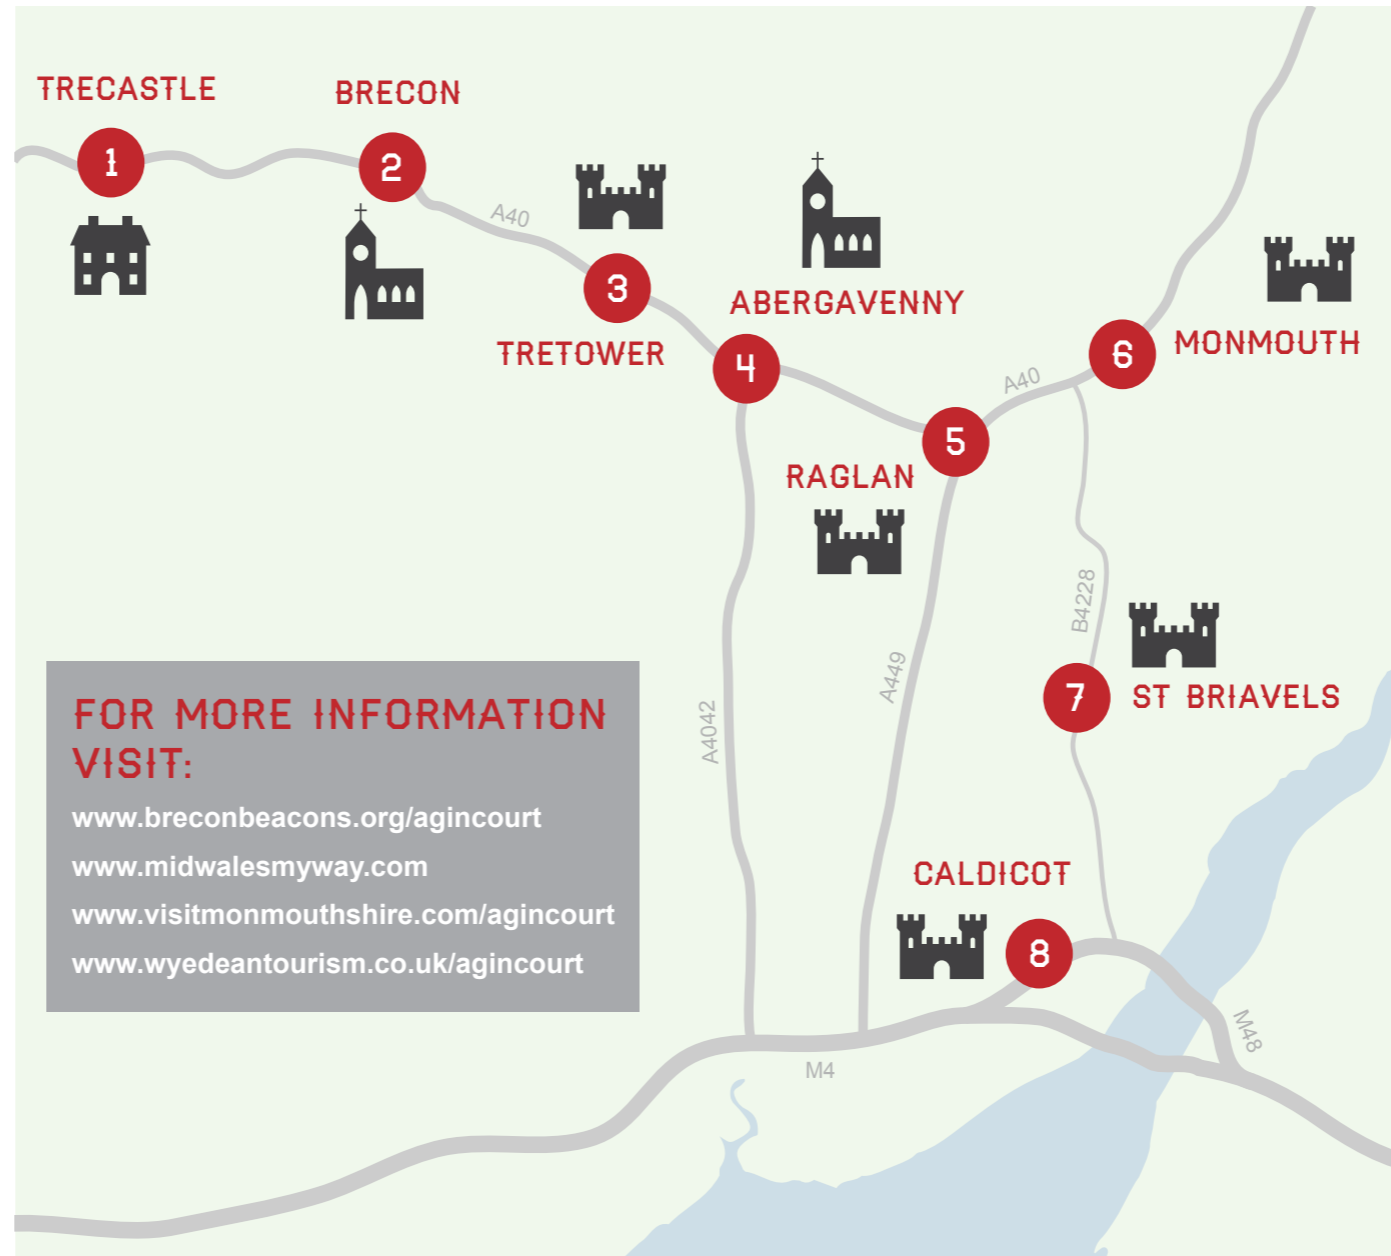 TRECASTLE
BRECON
1
2
A40
3
ABERGAVENNY
TRETOWER
4
A40
6
MONMOUTH
5
RAGLAN
B4228
A449
7
ST BRIAVELS
A4042
FOR MORE INFORMATION
VISIT:
www.breconbeacons.org/agincourt
www.midwalesmyway.com
www.visitmonmouthshire.com/agincourt
www.wyedeantourism.co.uk/agincourt
CALDICOT
8
M48
M4